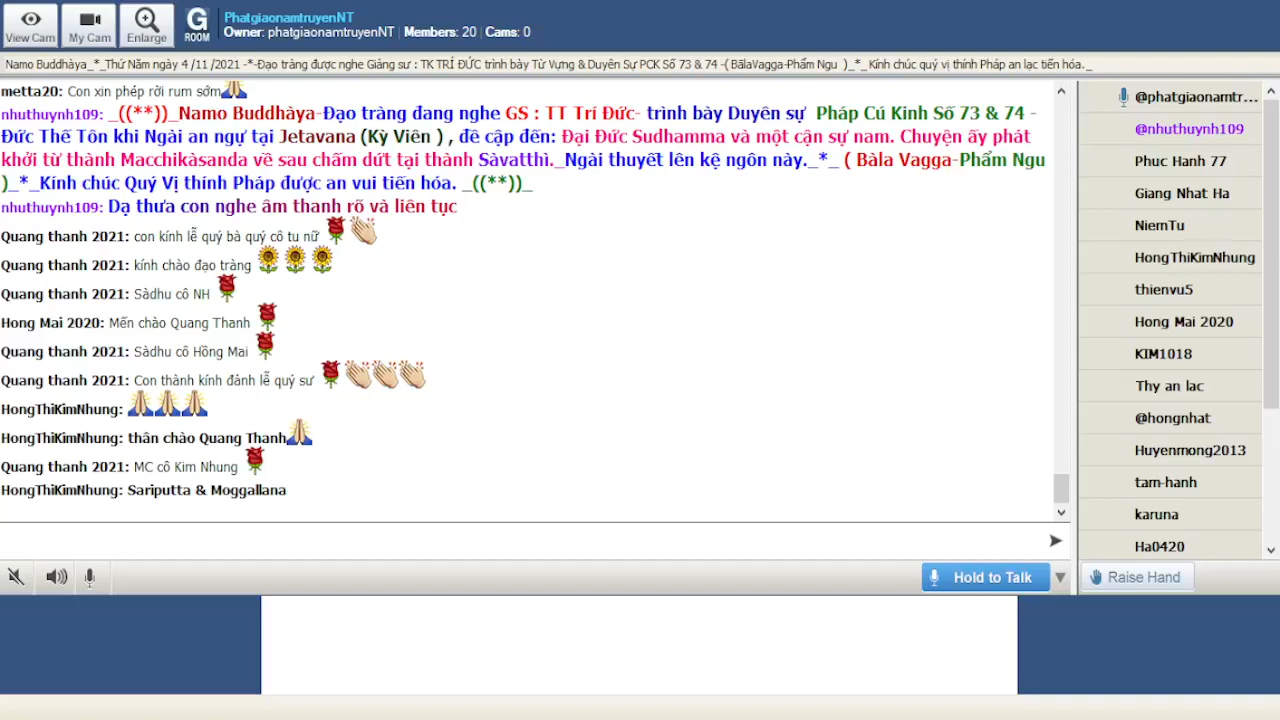 PhatgiaonamtruyenNT
Owner: phatgiaonamtruyenNT | Members: 20 | Cams: 0
View Cam
My Cam
Enlarge
G
ROOM
Namo Buddhàya_*_Thứ Năm ngày 4 /11 /2021 -*-Đạo tràng được nghe Giảng sư : TK TRÍ ĐỨC trình bày Từ Vựng & Duyên Sự PCK Số 73 & 74 -( BãlaVagga-Phẩm Ngu )_*_ Kính chúc quý vị thính Pháp an lạc tiến hóa._
metta20: Con xin phép rời rum sớm
nhuthuynh109: _((**))_Namo Buddhàya-Đạo tràng đang nghe GS : TT Trí Đức- trình bày Duyên sự Pháp Cú Kinh Số 73 & 74 -
Đức Thế Tôn khi Ngài an ngự tại Jetavana (Kỳ Viên ) , đề cập đến: Đại Đức Sudhamma và một cận sự nam. Chuyện ấy phát
khởi từ thành Macchikàsanda về sau chấm dứt tại thành Sàvatthì._Ngài thuyết lên kệ ngôn này._*_ ( Bàla Vagga-Phẩm Ngu
)_*_Kính chúc Quý Vị thính Pháp được an vui tiến hóa. _((**))_
nhuthuynh109: Dạ thưa con nghe âm thanh rõ và liên tục
Quang thanh 2021: con kính lễ quý bà quý cô tu nữ
Quang thanh 2021: kính chào đạo tràng
Quang thanh 2021: Sàdhu cô NH
Hong Mai 2020: Mến chào Quang Thanh
Quang thanh 2021: Sàdhu cô Hồng Mai
Quang thanh 2021: Con thành kính đảnh lễ quý sư
HongThiKimNhung:
HongThiKimNhung: thân chào Quang Thanh
Quang thanh 2021: MC cô Kim Nhung
HongThiKimNhung: Sariputta & Moggallana
@phatgiaonamtr...
@nhuthuynh109
Phuc Hanh 77
Giang Nhat Ha
NiemTu
HongThiKimNhung
thienvu5
Hong Mai 2020
KIM1018
Thy an lac
@hongnhat
Huyenmong2013
tam-hanh
karuna
Ha0420
Hold to Talk
Raise Hand